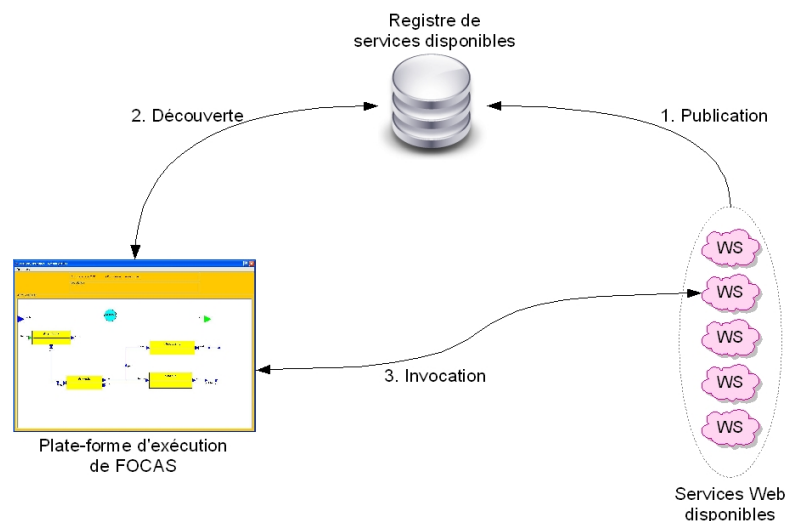 Registre de
services disponibles
2. Découverte
1. Publication
WS
WS
WS
WS
WS
3. Invocation
Plate-forme d'exécution
de FOCAS
Services Web
disponibles